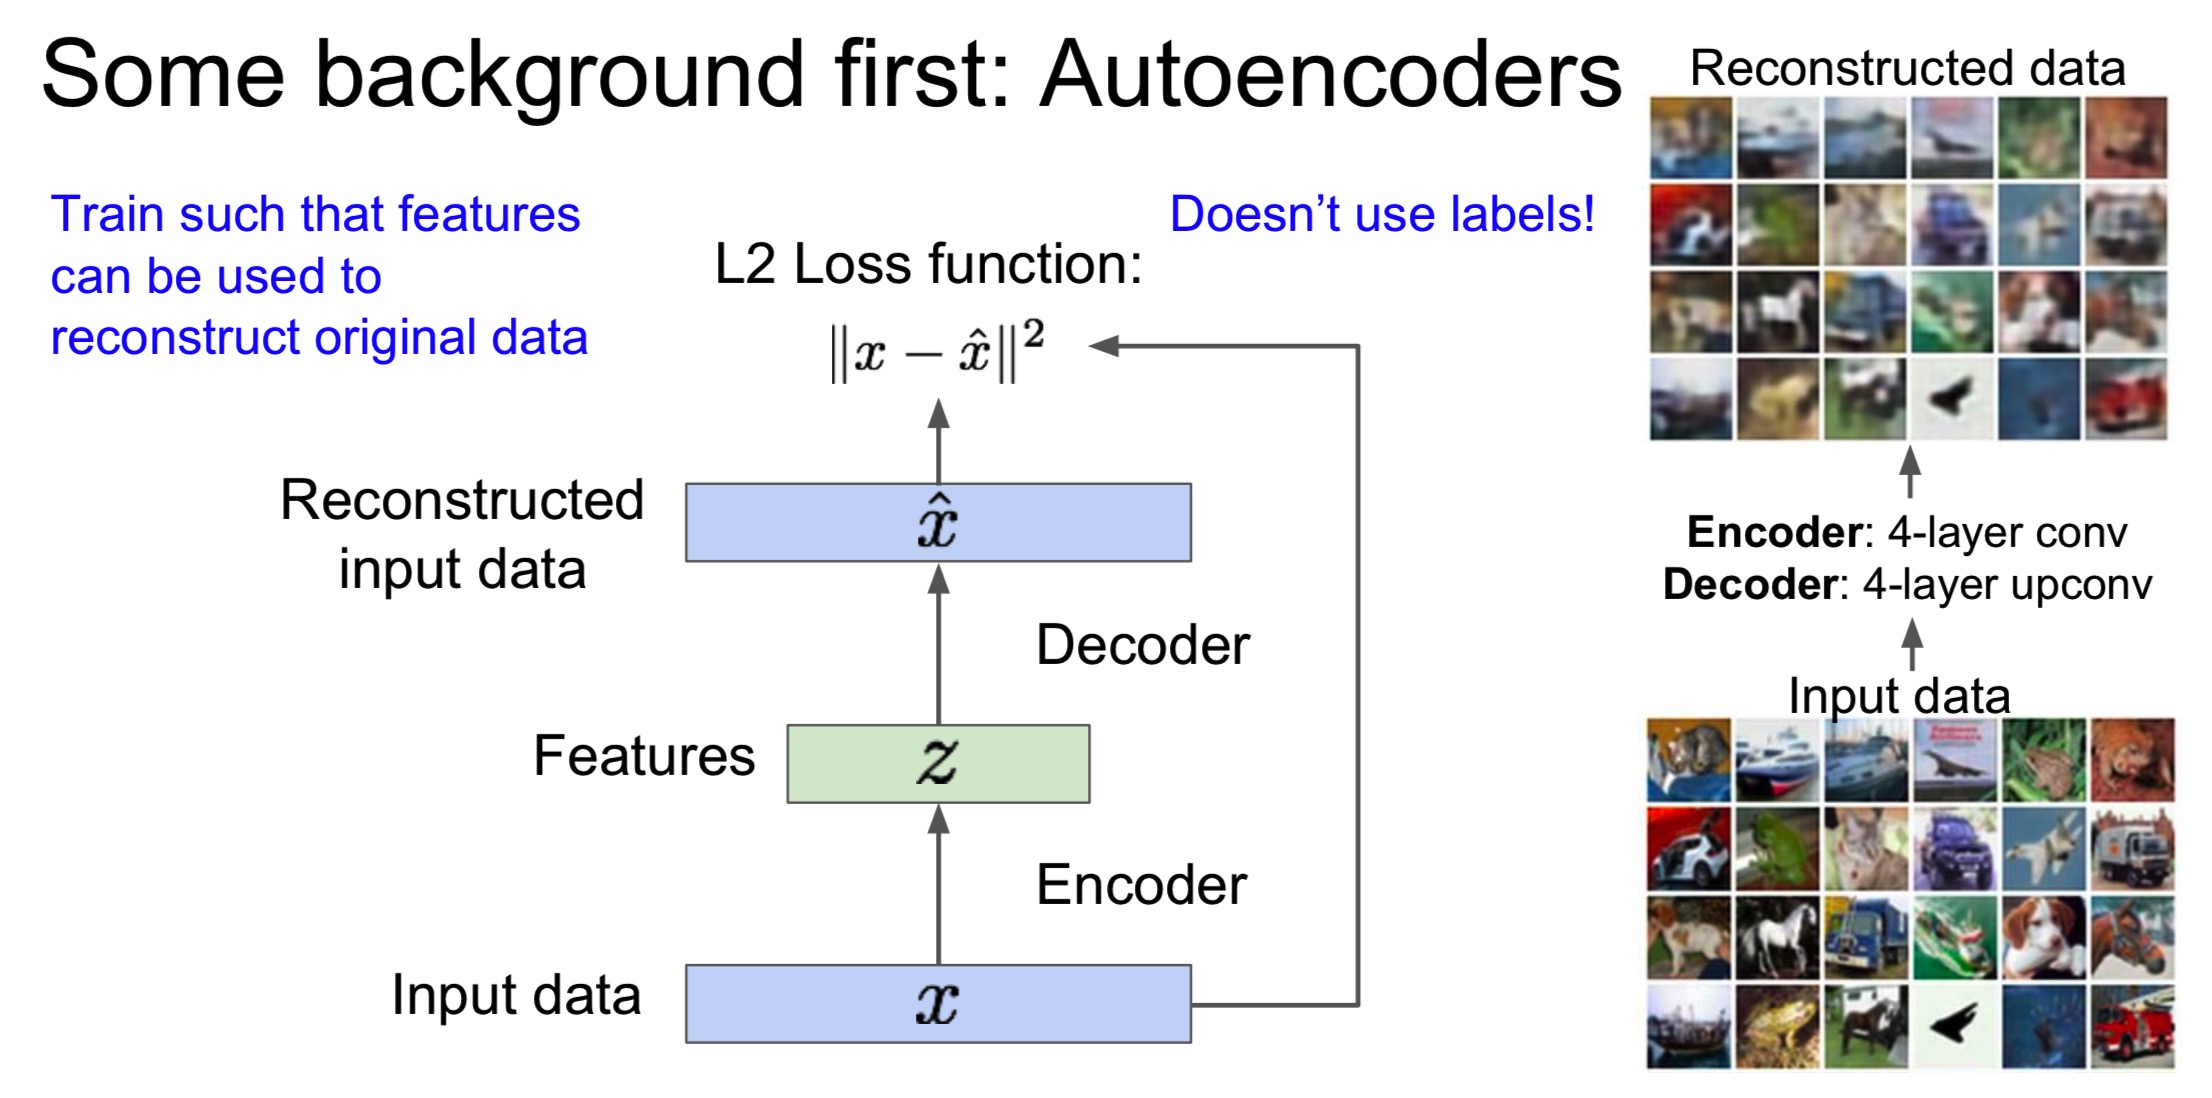 Some background first: Autoencoders
Train such that features
can be used to
reconstruct original data
Doesn't use labels!
L2 Loss function:
‖x − x̂‖²
Reconstructed
input data
x̂
Decoder
Features
z
Encoder
Input data
x
Reconstructed data
Encoder: 4-layer conv
Decoder: 4-layer upconv
Input data